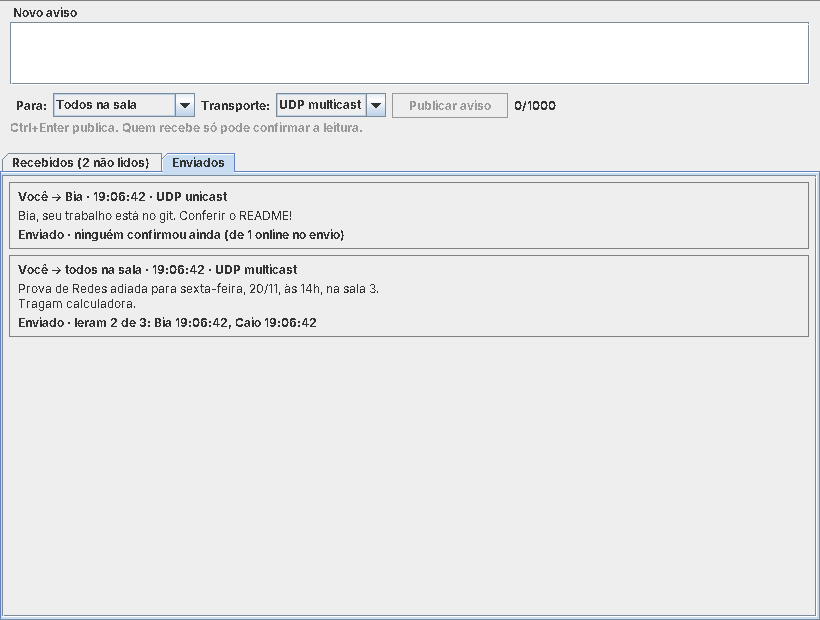 Novo aviso
Para: Todos na sala Transporte: UDP multicast Publicar aviso 0/1000
Ctrl+Enter publica. Quem recebe só pode confirmar a leitura.
Recebidos (2 não lidos) Enviados
Você → Bia · 19:06:42 · UDP unicast
Bia, seu trabalho está no git. Conferir o README!
Enviado · ninguém confirmou ainda (de 1 online no envio)
Você → todos na sala · 19:06:42 · UDP multicast
Prova de Redes adiada para sexta-feira, 20/11, às 14h, na sala 3.
Tragam calculadora.
Enviado · leram 2 de 3: Bia 19:06:42, Caio 19:06:42